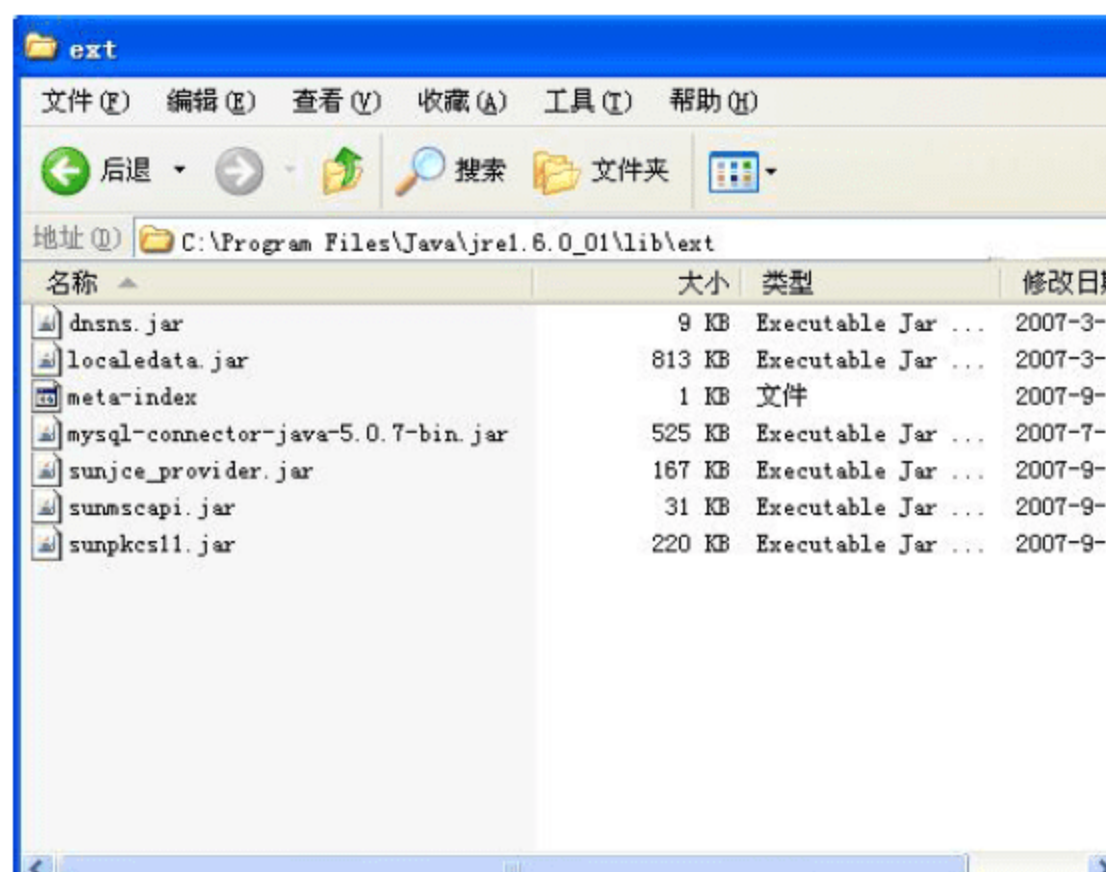 ext
文件(F) 编辑(E) 查看(V) 收藏(A) 工具(T) 帮助(H)
后退 搜索 文件夹
地址(D) C:\Program Files\Java\jre1.6.0_01\lib\ext
名称 大小 类型 修改日期
dnsns.jar 9 KB Executable Jar ... 2007-3-
localedata.jar 813 KB Executable Jar ... 2007-3-
meta-index 1 KB 文件 2007-9-
mysql-connector-java-5.0.7-bin.jar 525 KB Executable Jar ... 2007-7-
sunjce_provider.jar 167 KB Executable Jar ... 2007-9-
sunmscapi.jar 31 KB Executable Jar ... 2007-9-
sunpkcs11.jar 220 KB Executable Jar ... 2007-9-